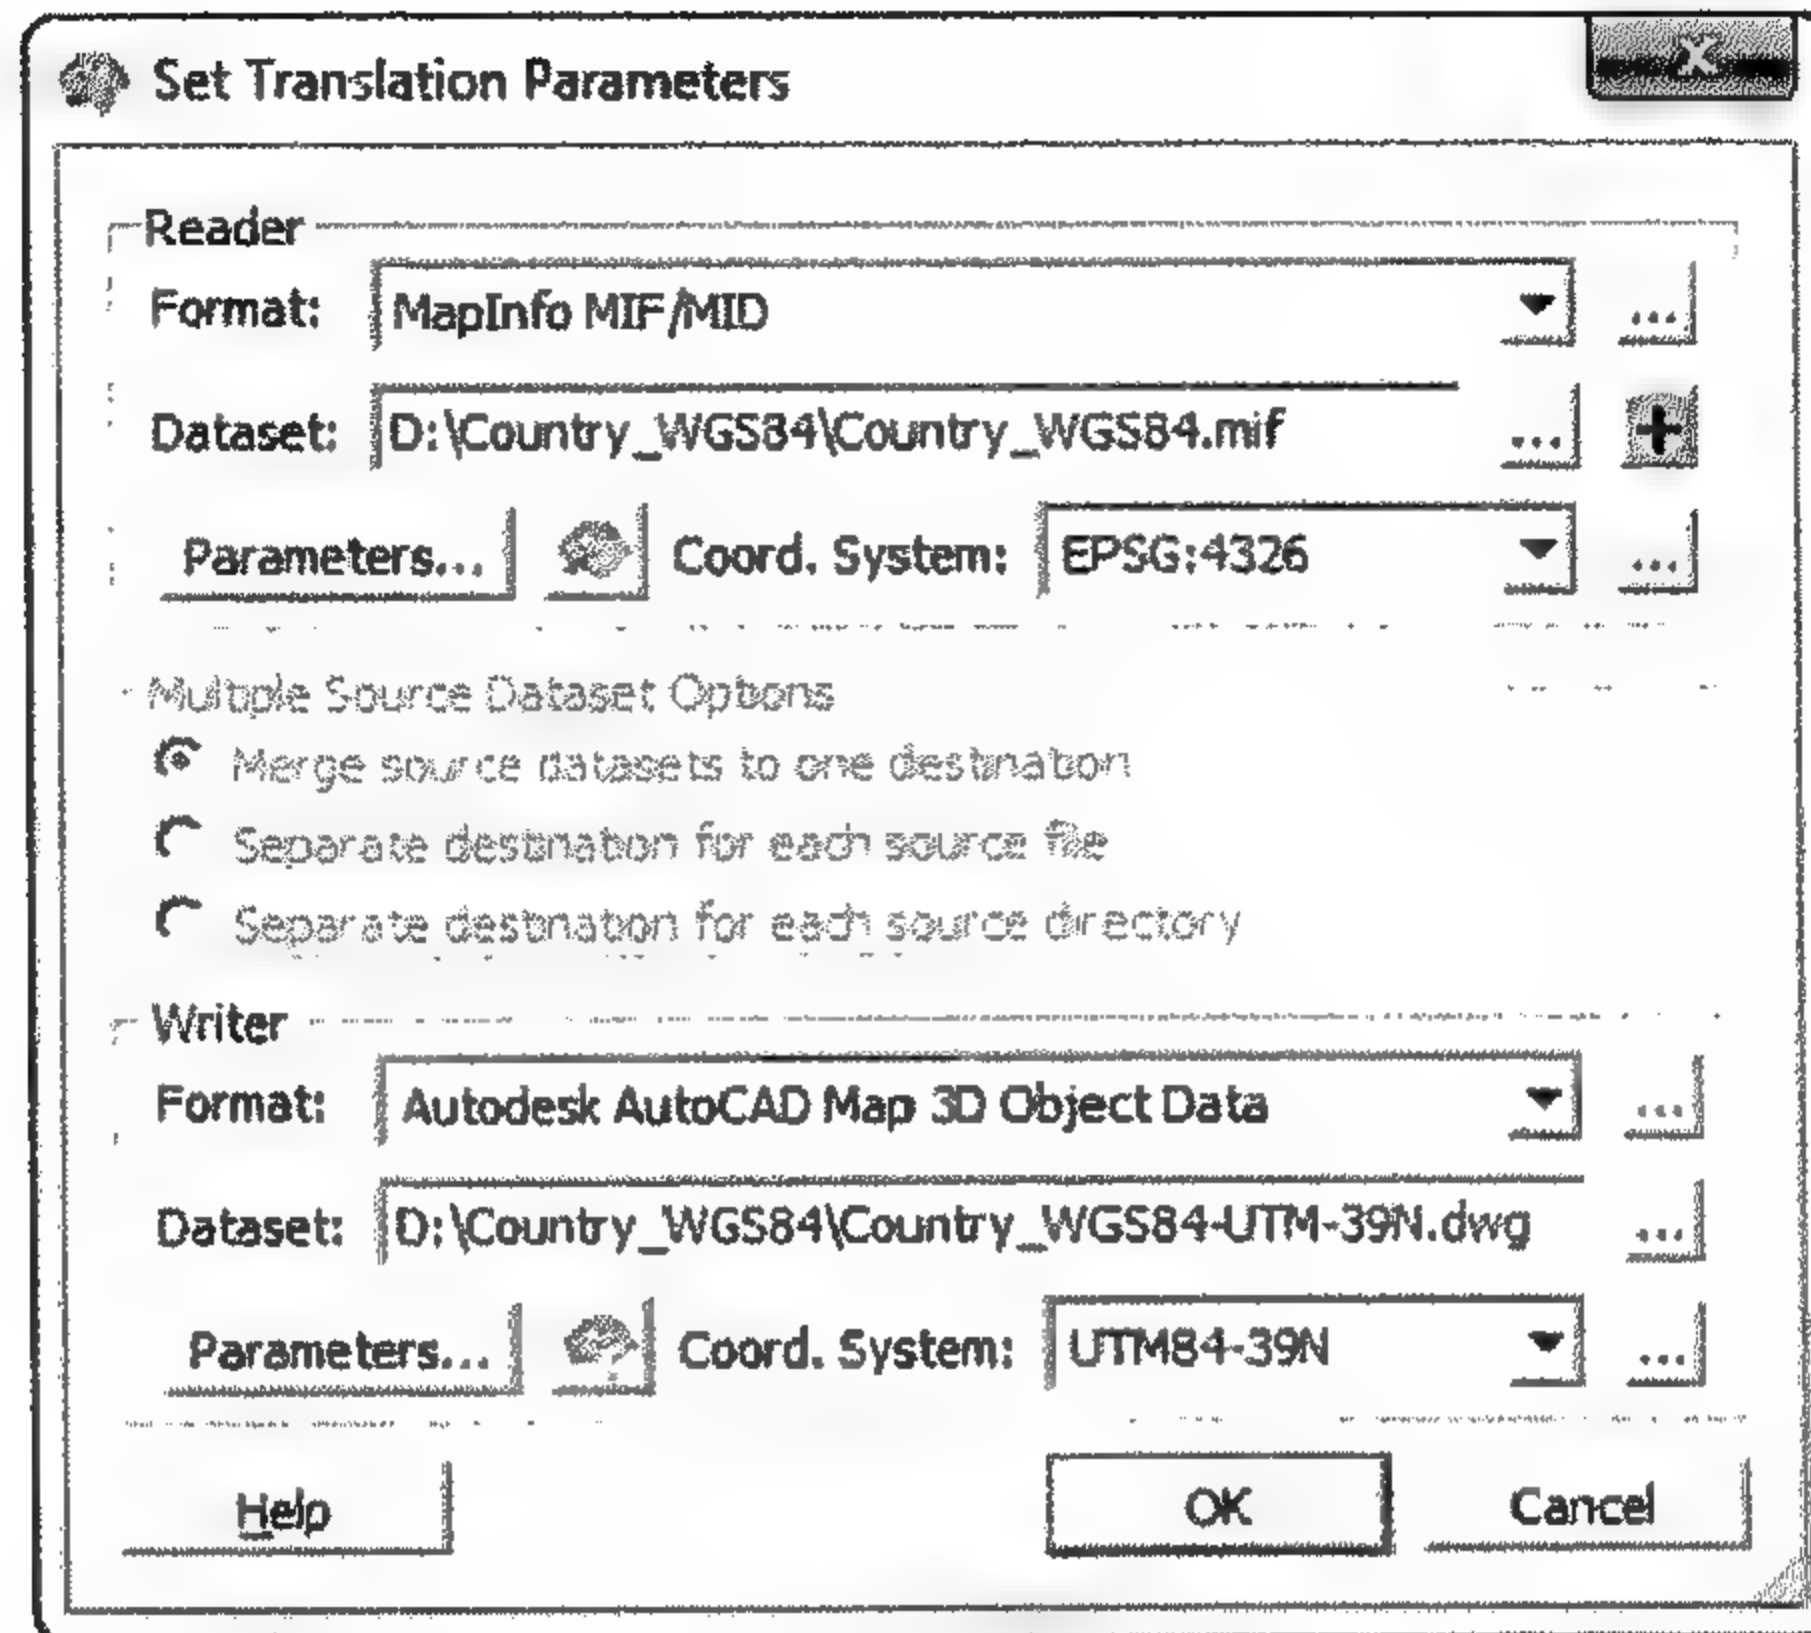 Set Translation Parameters
X
Reader
Format: MapInfo MIF/MID ...
Dataset: D:\Country_WGS84\Country_WGS84.mif ... +
Parameters... Coord. System: EPSG:4326 ...
Multiple Source Dataset Options
Merge source datasets to one destination
Separate destination for each source file
Separate destination for each source directory
Writer
Format: Autodesk AutoCAD Map 3D Object Data ...
Dataset: D:\Country_WGS84\Country_WGS84-UTM-39N.dwg ...
Parameters... Coord. System: UTM84-39N ...
Help OK Cancel